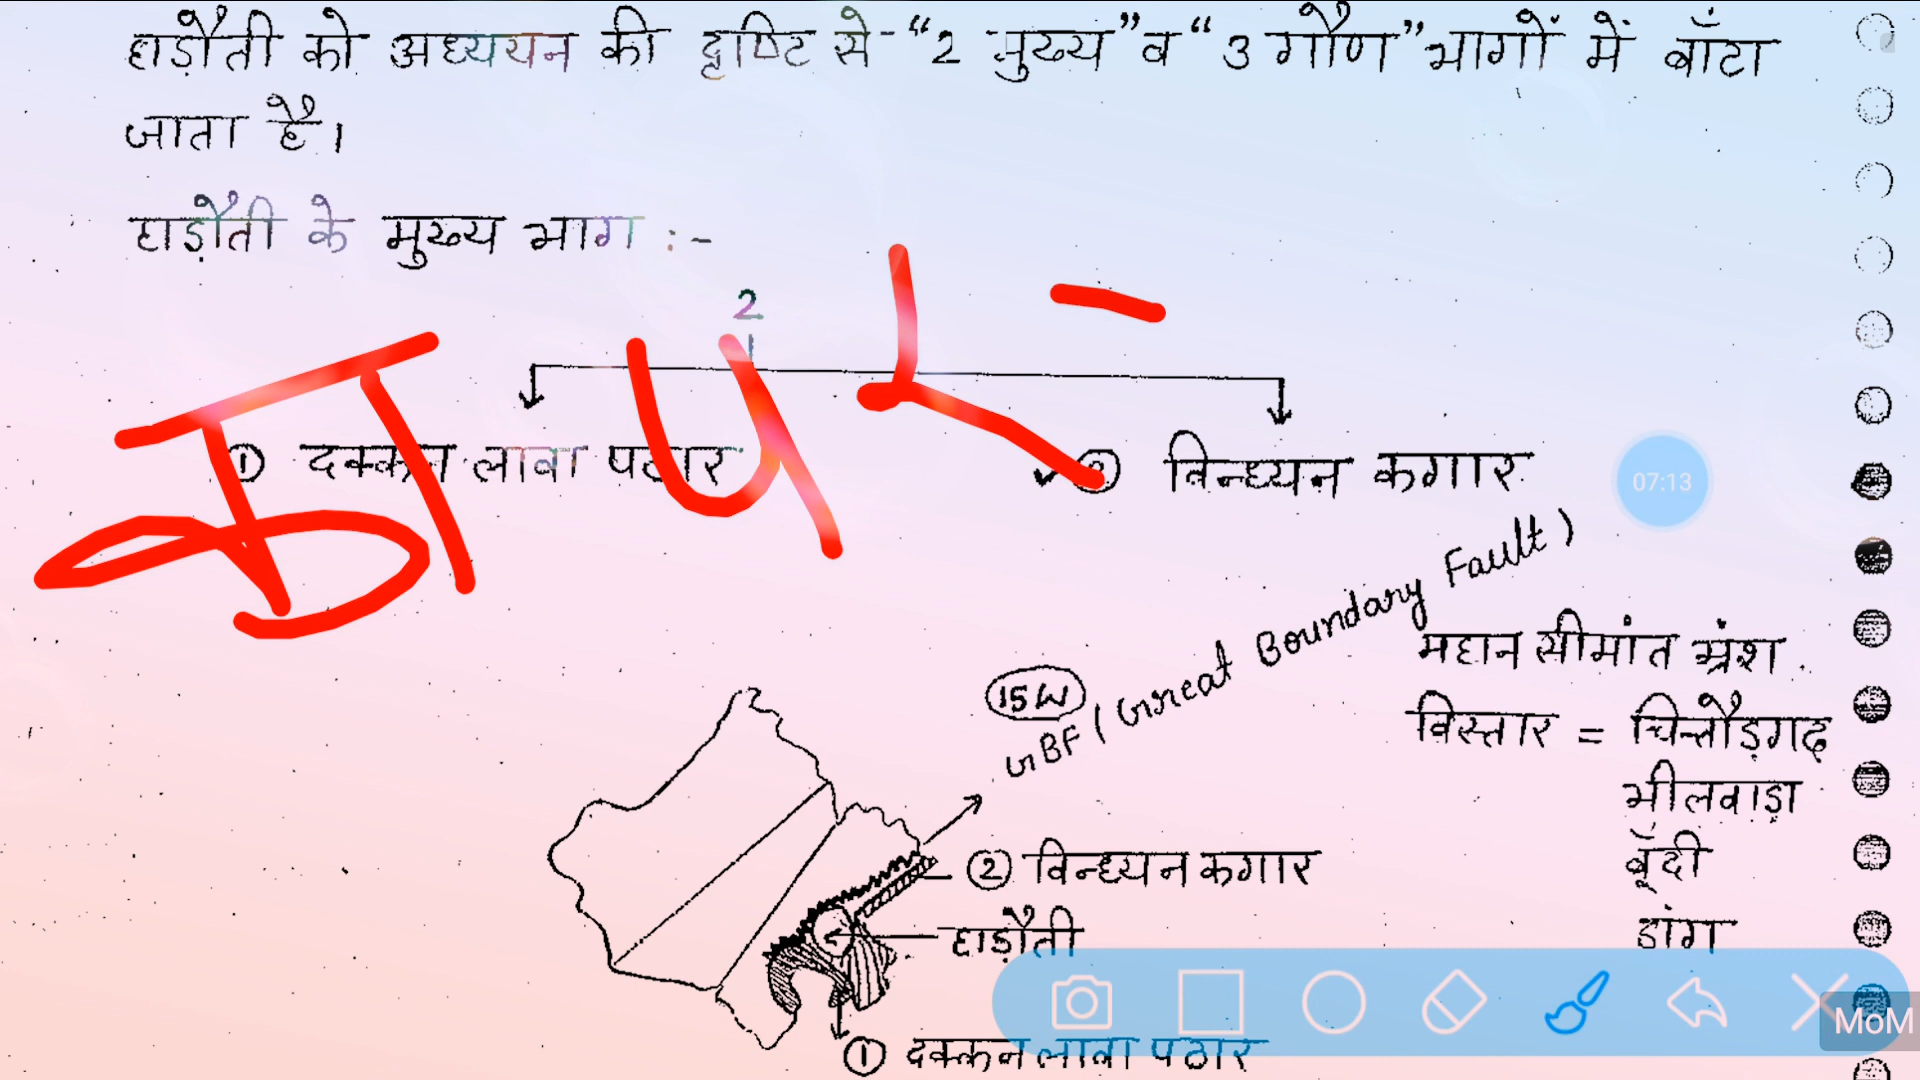 हाड़ौती को अध्ययन की दृष्टि से - “2 मुख्य” व “3 गौण” भागों में बाँटा
जाता है।
हाड़ौती के मुख्य भाग :-
2
① दक्कन लावा पठार
② विन्ध्यन कगार
07:13
15W
GBF (Great Boundary Fault)
महान सीमांत भ्रंश
विस्तार = चित्तौड़गढ़
भीलवाड़ा
बूँदी
डांग
② विन्ध्यन कगार
हाड़ौती
① दक्कन लावा पठार
MoM